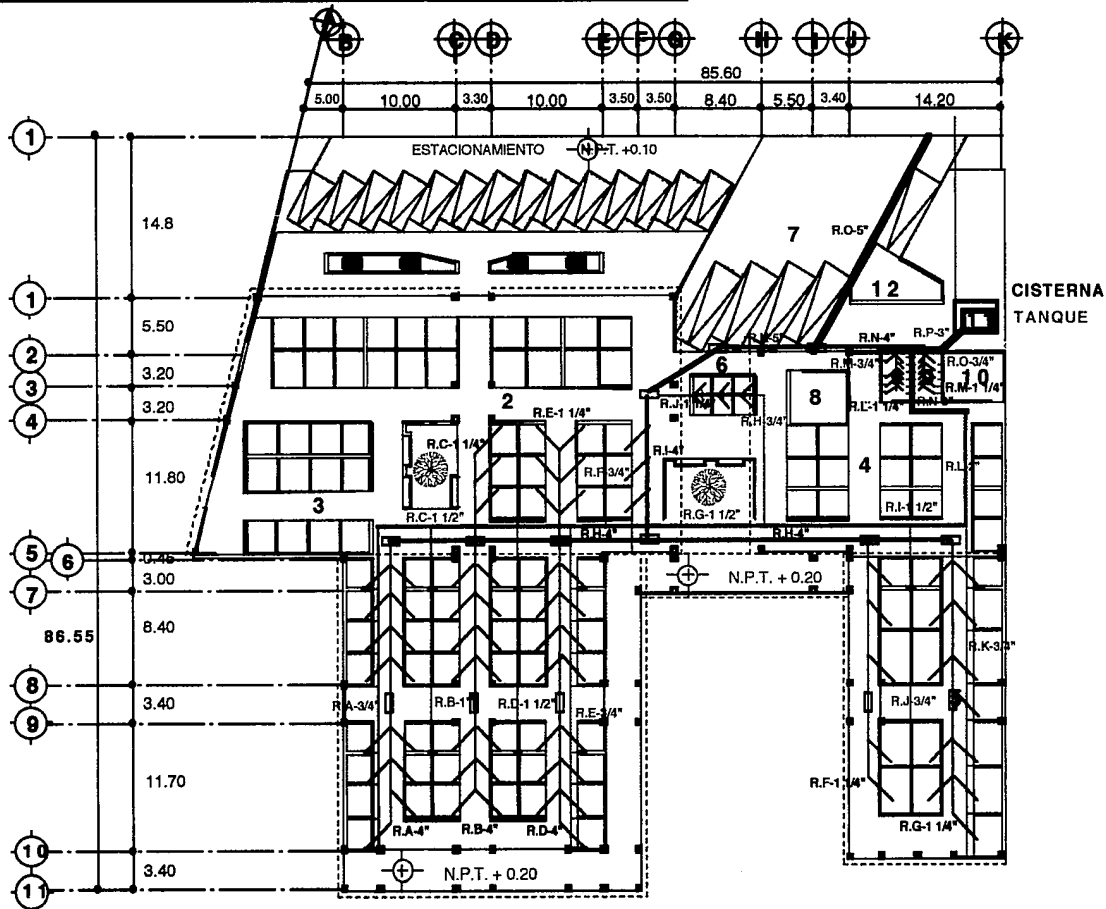 A B C D E F G H I J K
85.60
5.00 10.00 3.30 10.00 3.50 3.50 8.40 5.50 3.40 14.20
1
ESTACIONAMIENTO N.P.T. +0.10
14.8
7 R.O-5"
12
CISTERNA
1 11 TANQUE
5.50
R.N-4" R.P-3"
2
R.M-3/4" R.O-3/4"
3.20
6 10
3 R.M-1 1/4"
3.20
2 R.J-1 1/4" 8 R.L-1 1/4"
4 R.E-1 1/4" R.H-3/4"
R.C-1 1/4" R.I-4" 4
R.F-3/4"
11.80
3 R.C-1 1/2" R.G-1 1/2" R.I-1 1/2"
R.H-4" R.H-4"
5 6 0.45
3.00 N.P.T. + 0.20
7
86.55 8.40
R.K-3/4"
8
3.40 R.A-3/4" R.B-1" R.D-1 1/2" R.E-3/4" R.J-3/4"
9
11.70 R.F-1 1/4"
R.A-4" R.B-4" R.D-4" R.G-1 1/4"
10
3.40 N.P.T. + 0.20
11